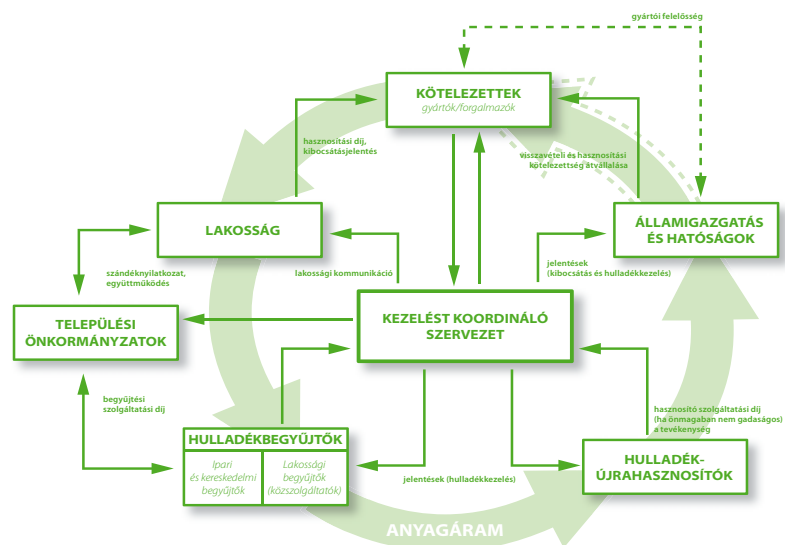 gyártói felelősség
KÖTELEZETTEK
gyártók/forgalmazók
hasznosítási díj,
kibocsátásjelentés
visszavételi és hasznosítási
kötelezettség átvállalása
LAKOSSÁG
ÁLLAMIGAZGATÁS
ÉS HATÓSÁGOK
szándéknyilatkozat,
együttműködés
lakossági kommunikáció
jelentések
(kibocsátás és hulladékkezelés)
TELEPÜLÉSI
ÖNKORMÁNYZATOK
KEZELÉST KOORDINÁLÓ
SZERVEZET
begyűjtési
szolgáltatási díj
hasznosító szolgáltatási díj
(ha önmagaban nem gadaságos)
a tevékenység
HULLADÉKBEGYŰJTŐK
Ipari
és kereskedelmi
begyűjtők
Lakossági
begyűjtők
(közszolgáltatók)
HULLADÉK-
ÚJRAHASZNOSÍTÓK
jelentések (hulladékkezelés)
ANYAGÁRAM